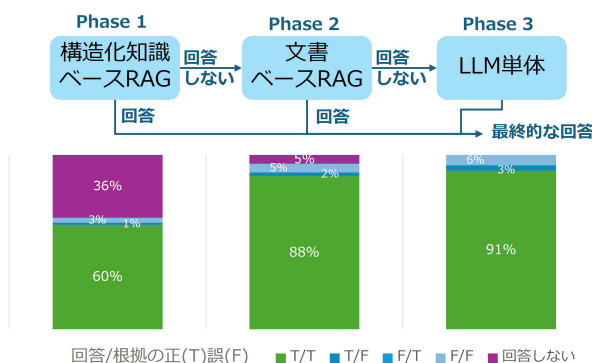 Phase 1
Phase 2
Phase 3
構造化知識
ベースRAG
回答
しない
文書
ベースRAG
回答
しない
LLM単体
回答
回答
最終的な回答
36%
3%
1%
60%
5%
5%
2%
88%
6%
3%
91%
回答/根拠の正(T)誤(F)
T/T
T/F
F/T
F/F
回答しない